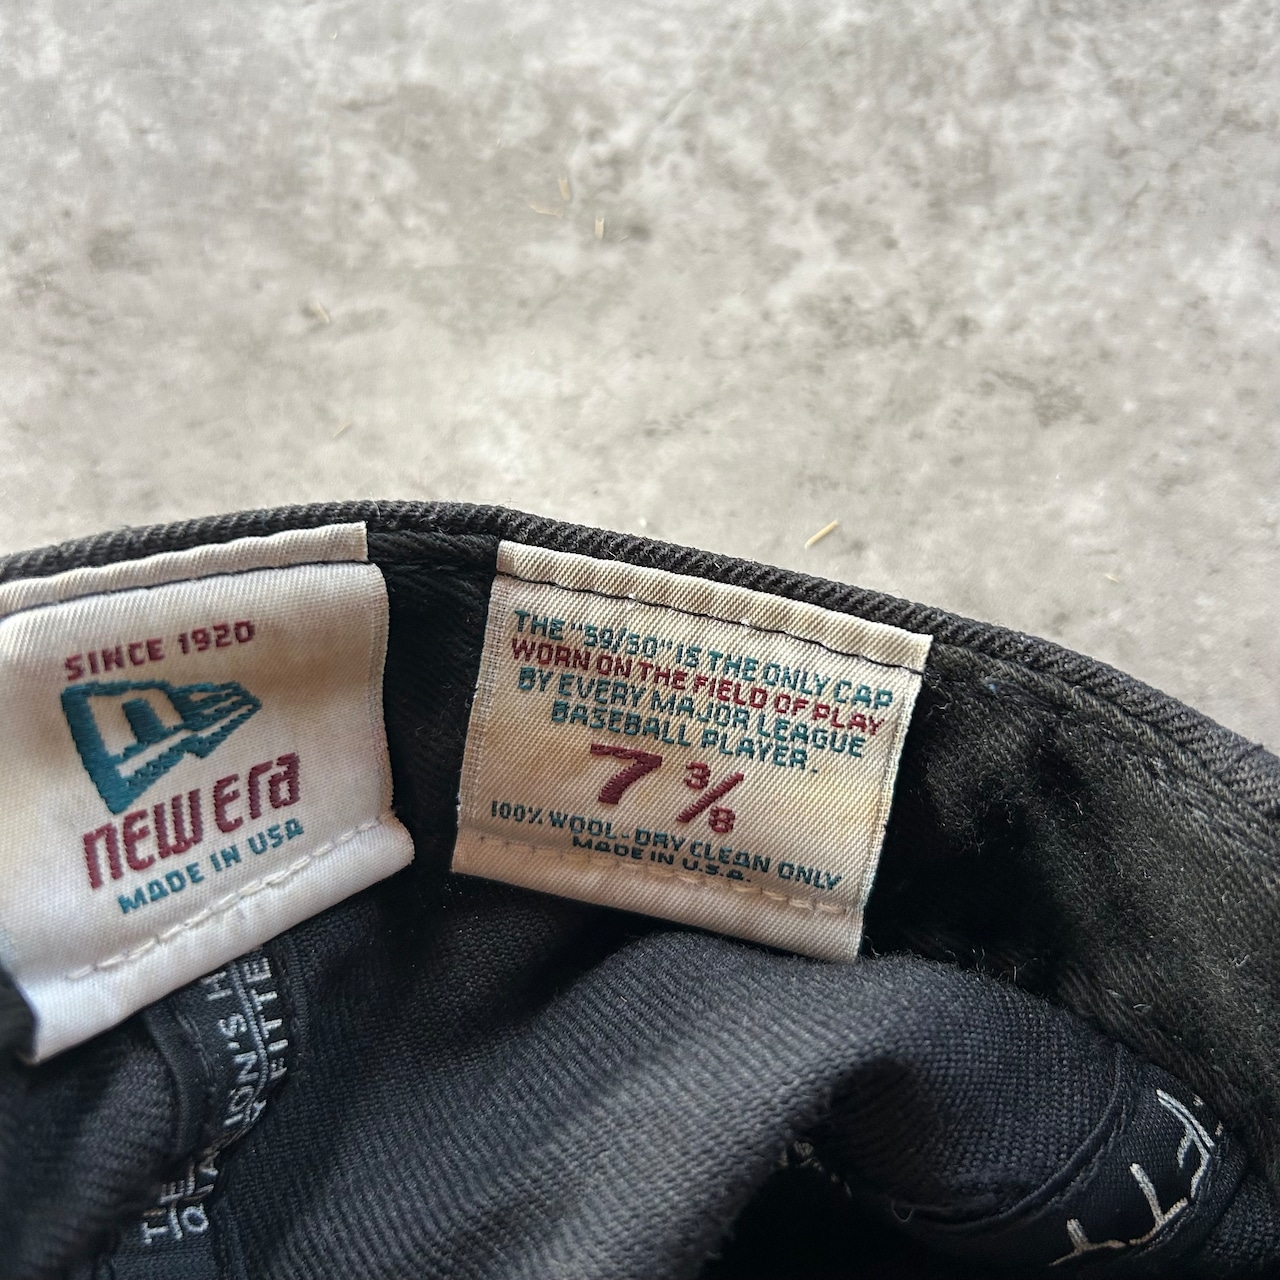 SINCE 1920
NEW Era
MADE IN USA
THE "59/50" IS THE ONLY CAP
WORN ON THE FIELD OF PLAY
BY EVERY MAJOR LEAGUE
BASEBALL PLAYER.
7 3/8
100% WOOL-DRY CLEAN ONLY
MADE IN U.S.A.